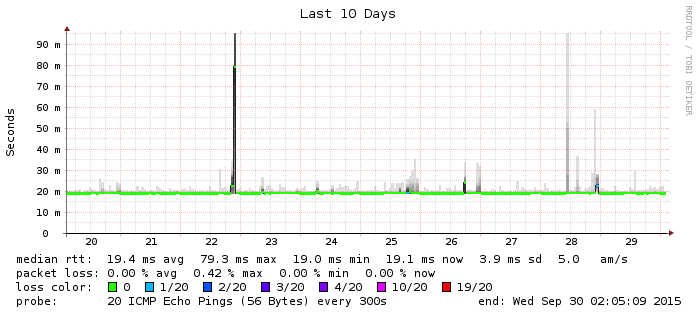 Last 10 Days
RRDTOOL / TOBI OETIKER
Seconds
90 m
80 m
70 m
60 m
50 m
40 m
30 m
20 m
10 m
0
20 21 22 23 24 25 26 27 28 29
median rtt: 19.4 ms avg 79.3 ms max 19.0 ms min 19.1 ms now 3.9 ms sd 5.0 am/s
packet loss: 0.00 % avg 0.42 % max 0.00 % min 0.00 % now
loss color: 0 1/20 2/20 3/20 4/20 10/20 19/20
probe: 20 ICMP Echo Pings (56 Bytes) every 300s end: Wed Sep 30 02:05:09 2015